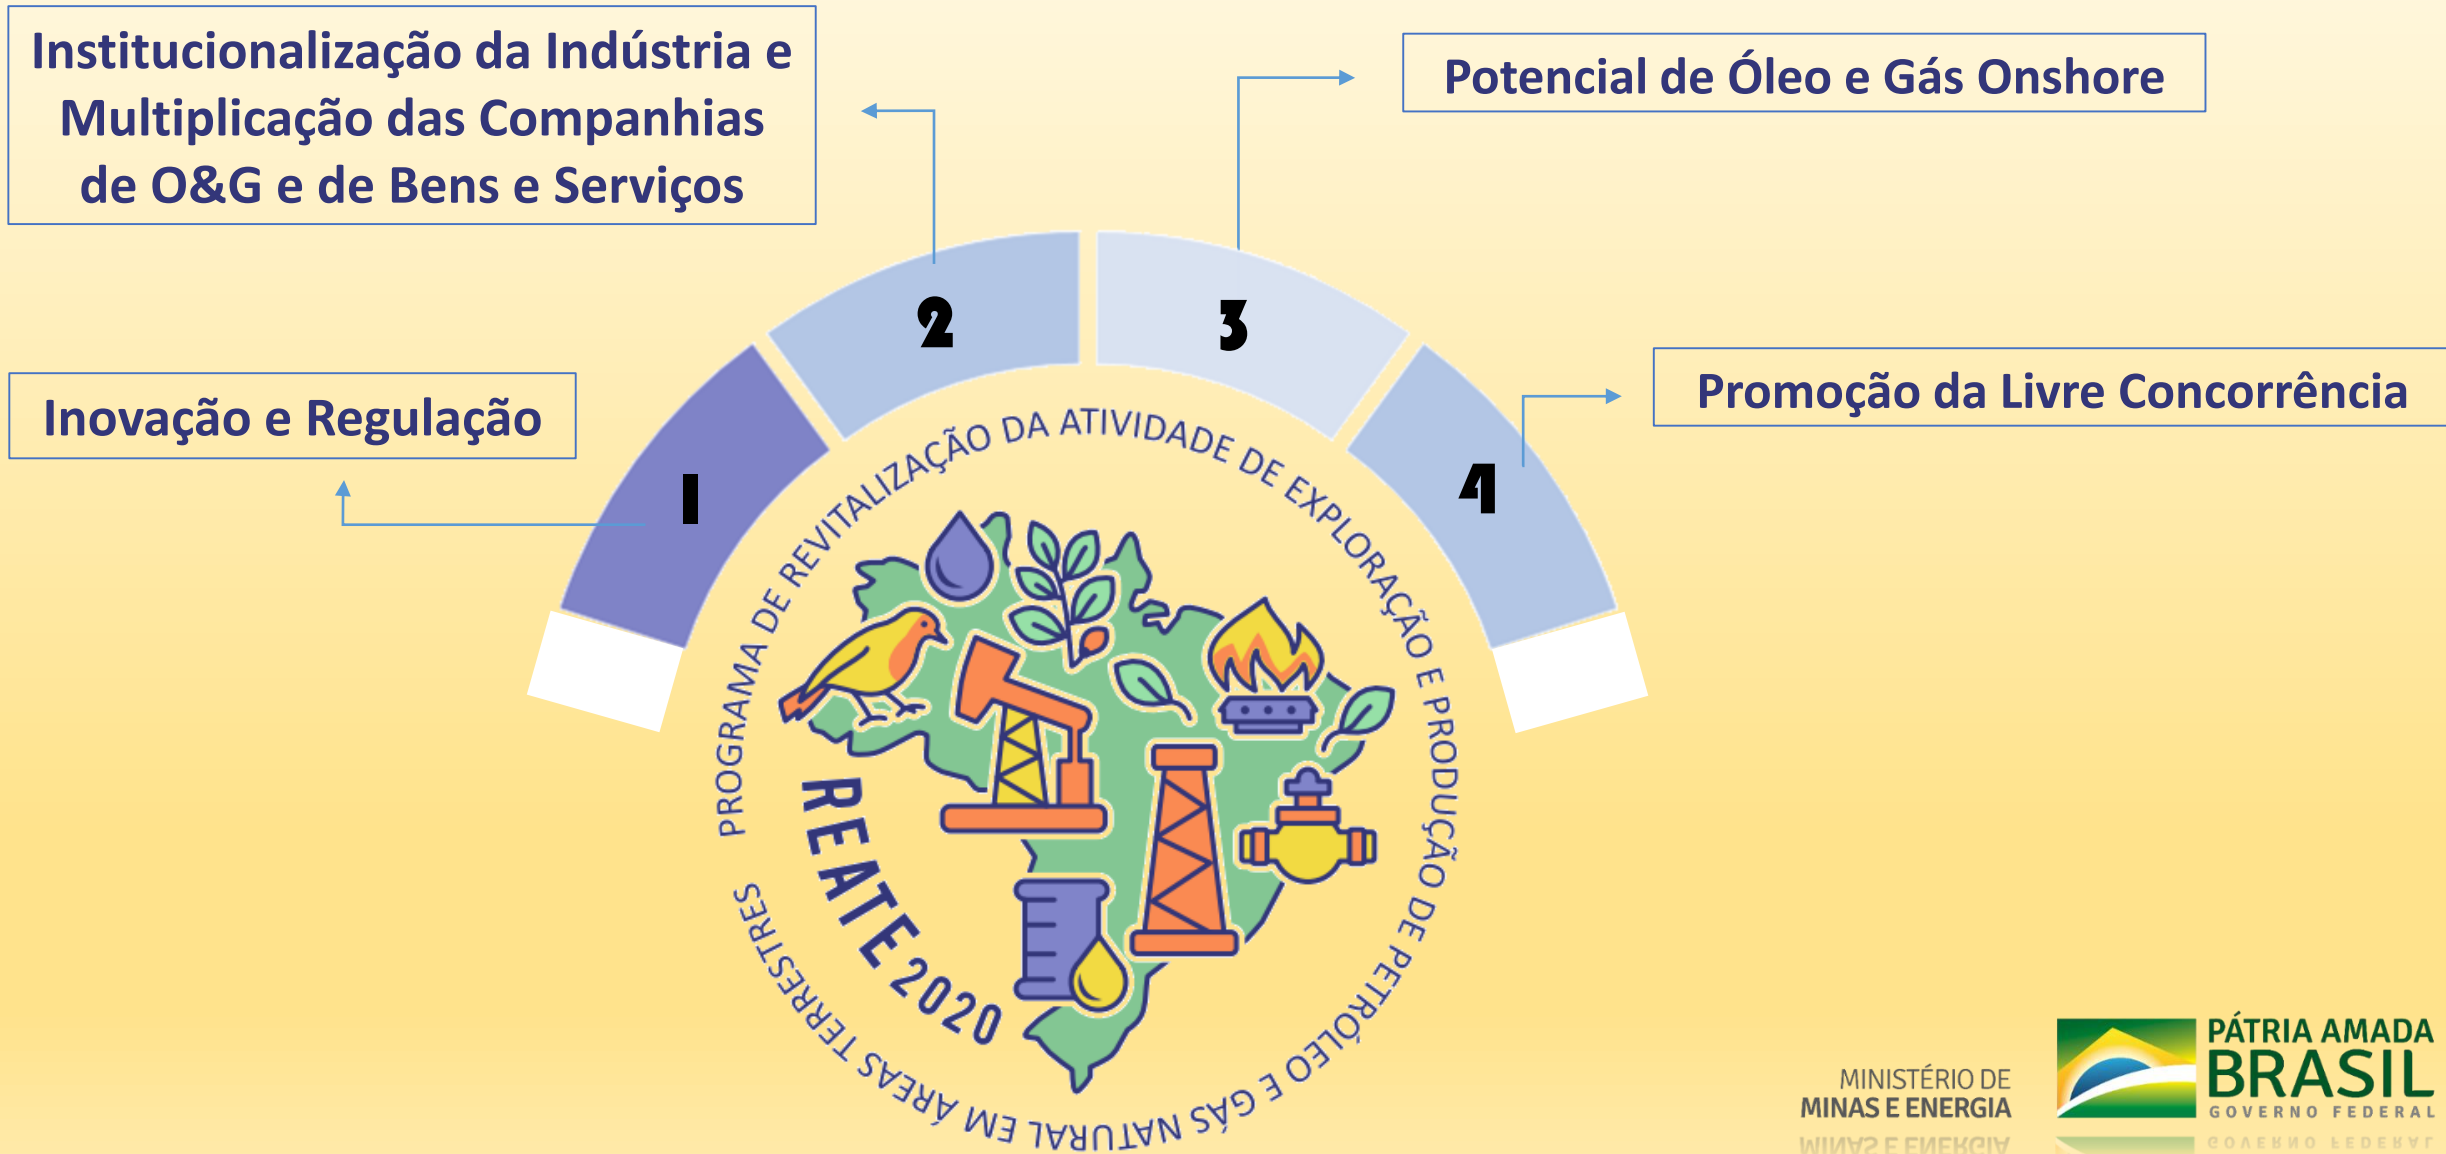 Institucionalização da Indústria e
Multiplicação das Companhias
de O&G e de Bens e Serviços
Potencial de Óleo e Gás Onshore
2
3
Inovação e Regulação
Promoção da Livre Concorrência
1
4
PROGRAMA DE REVITALIZAÇÃO DA ATIVIDADE DE EXPLORAÇÃO E PRODUÇÃO DE PETRÓLEO E GÁS NATURAL EM ÁREAS TERRESTRES
REATE 2020
MINISTÉRIO DE
MINAS E ENERGIA
PÁTRIA AMADA
BRASIL
GOVERNO FEDERAL